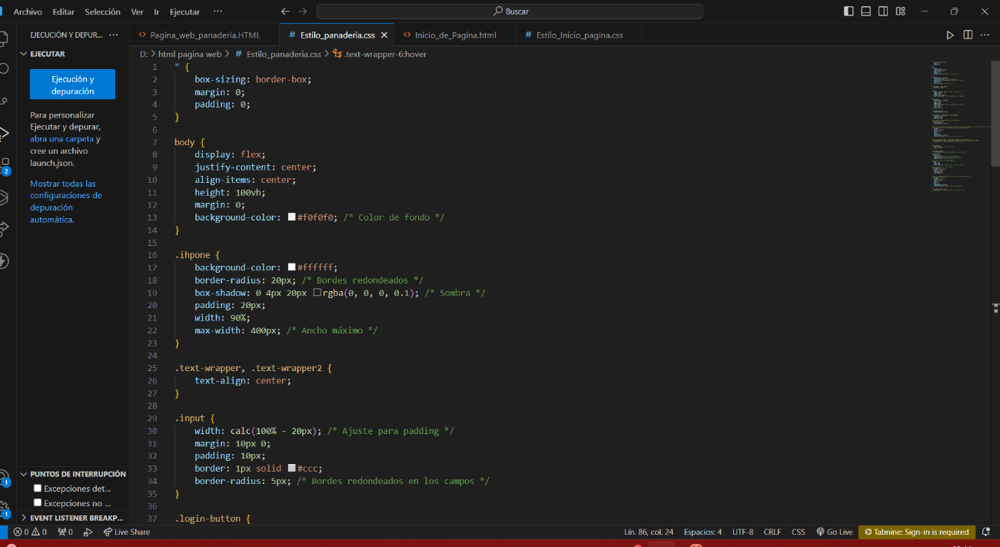 Archivo Editar Selección Ver Ir Ejecutar ··· Buscar
EJECUCIÓN Y DEPUR... ···
Pagina_web_panaderia.HTML # Estilo_panaderia.css Inicio_de_Pagina.html # Estilo_Inicio_pagina.css
D: > html pagina web > # Estilo_panaderia.css > .text-wrapper-6:hover
EJECUTAR
Ejecución y
depuración
Para personalizar
Ejecutar y depurar,
abra una carpeta y
cree un archivo
launch.json.
Mostrar todas las
configuraciones de
depuración
automática.
PUNTOS DE INTERRUPCIÓN
Excepciones det...
Excepciones no ...
EVENT LISTENER BREAKP...
2
1
1
1 * {
2 box-sizing: border-box;
3 margin: 0;
4 padding: 0;
5 }
6
7 body {
8 display: flex;
9 justify-content: center;
10 align-items: center;
11 height: 100vh;
12 margin: 0;
13 background-color: #f0f0f0; /* Color de fondo */
14 }
15
16 .ihpone {
17 background-color: #ffffff;
18 border-radius: 20px; /* Bordes redondeados */
19 box-shadow: 0 4px 20px rgba(0, 0, 0, 0.1); /* Sombra */
20 padding: 20px;
21 width: 90%;
22 max-width: 400px; /* Ancho máximo */
23 }
24
25 .text-wrapper, .text-wrapper2 {
26 text-align: center;
27 }
28
29 .input {
30 width: calc(100% - 20px); /* Ajuste para padding */
31 margin: 10px 0;
32 padding: 10px;
33 border: 1px solid #ccc;
34 border-radius: 5px; /* Bordes redondeados en los campos */
35 }
36
37 .login-button {
0 0 0 Live Share Lín. 86, col. 24 Espacios: 4 UTF-8 CRLF CSS Go Live Tabnine: Sign-in is required